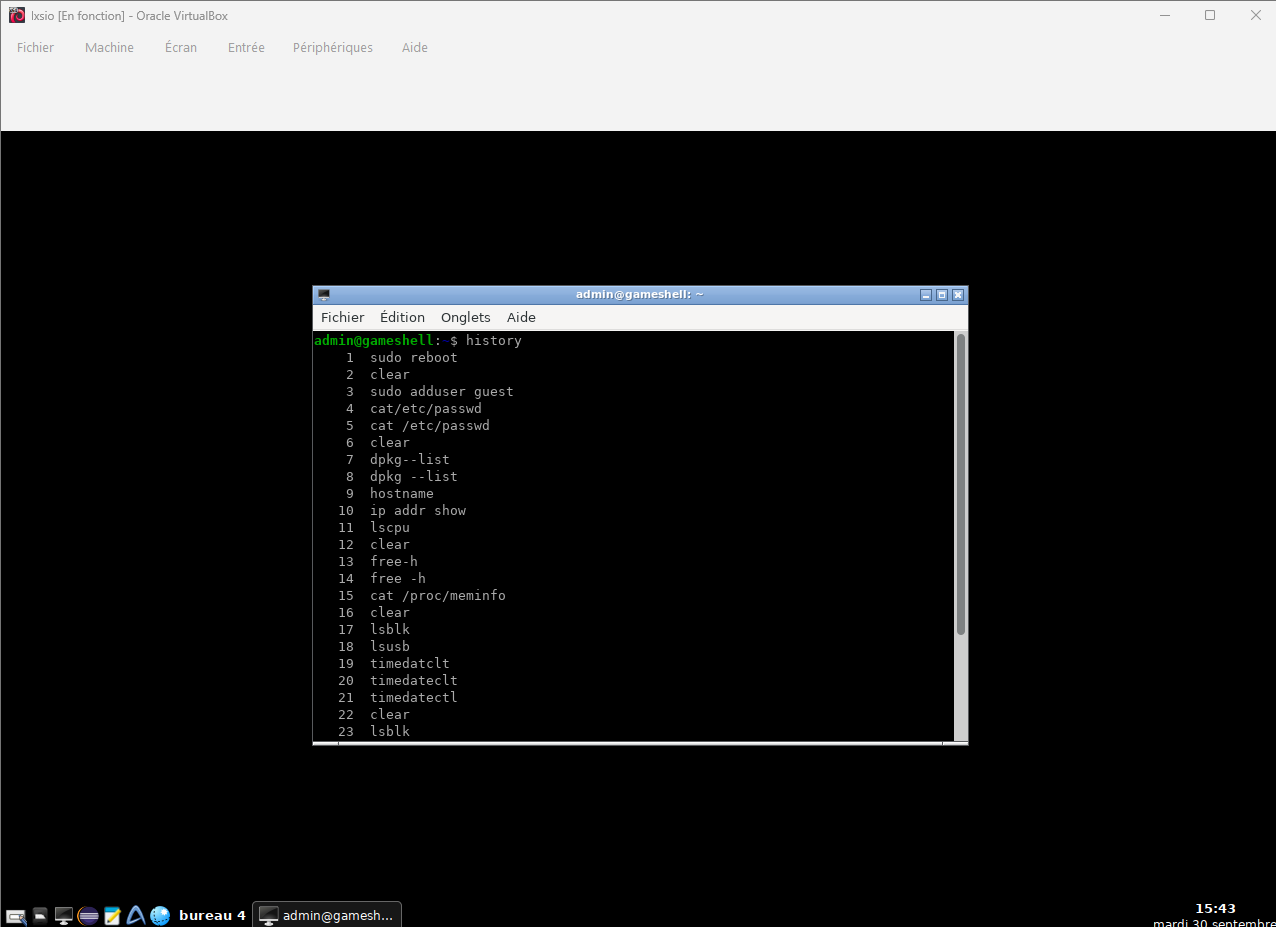 lxsio [En fonction] - Oracle VirtualBox
Fichier Machine Écran Entrée Périphériques Aide
admin@gameshell: ~
Fichier Édition Onglets Aide
admin@gameshell:~$ history
1 sudo reboot
2 clear
3 sudo adduser guest
4 cat/etc/passwd
5 cat /etc/passwd
6 clear
7 dpkg--list
8 dpkg --list
9 hostname
10 ip addr show
11 lscpu
12 clear
13 free-h
14 free -h
15 cat /proc/meminfo
16 clear
17 lsblk
18 lsusb
19 timedatclt
20 timedateclt
21 timedatectl
22 clear
23 lsblk
bureau 4 admin@gamesh... 15:43
mardi 30 septembre